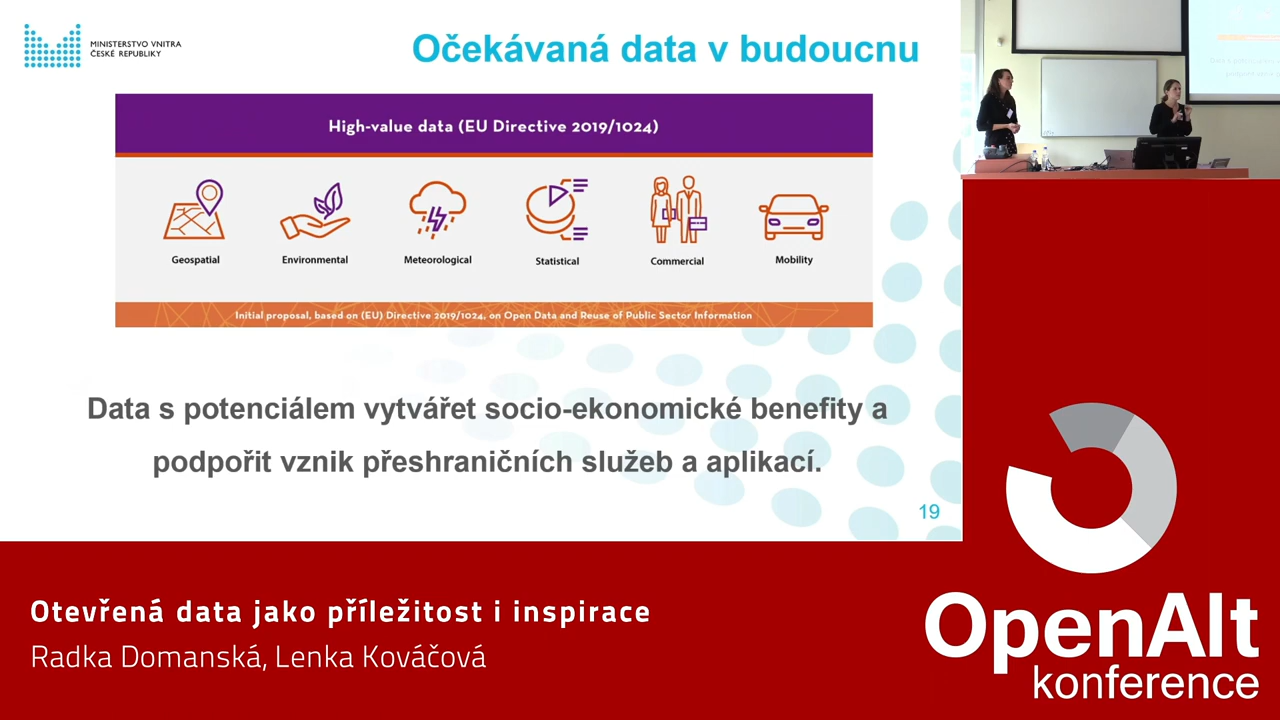 MINISTERSTVO VNITRA
ČESKÉ REPUBLIKY
Očekávaná data v budoucnu
High-value data (EU Directive 2019/1024)
Geospatial
Environmental
Meteorological
Statistical
Commercial
Mobility
Initial proposal, based on (EU) Directive 2019/1024, on Open Data and Reuse of Public Sector Information
Data s potenciálem vytvářet socio-ekonomické benefity a
podpořit vznik přeshraničních služeb a aplikací.
19
Otevřená data jako příležitost i inspirace
Radka Domanská, Lenka Kováčová
OpenAlt
konference